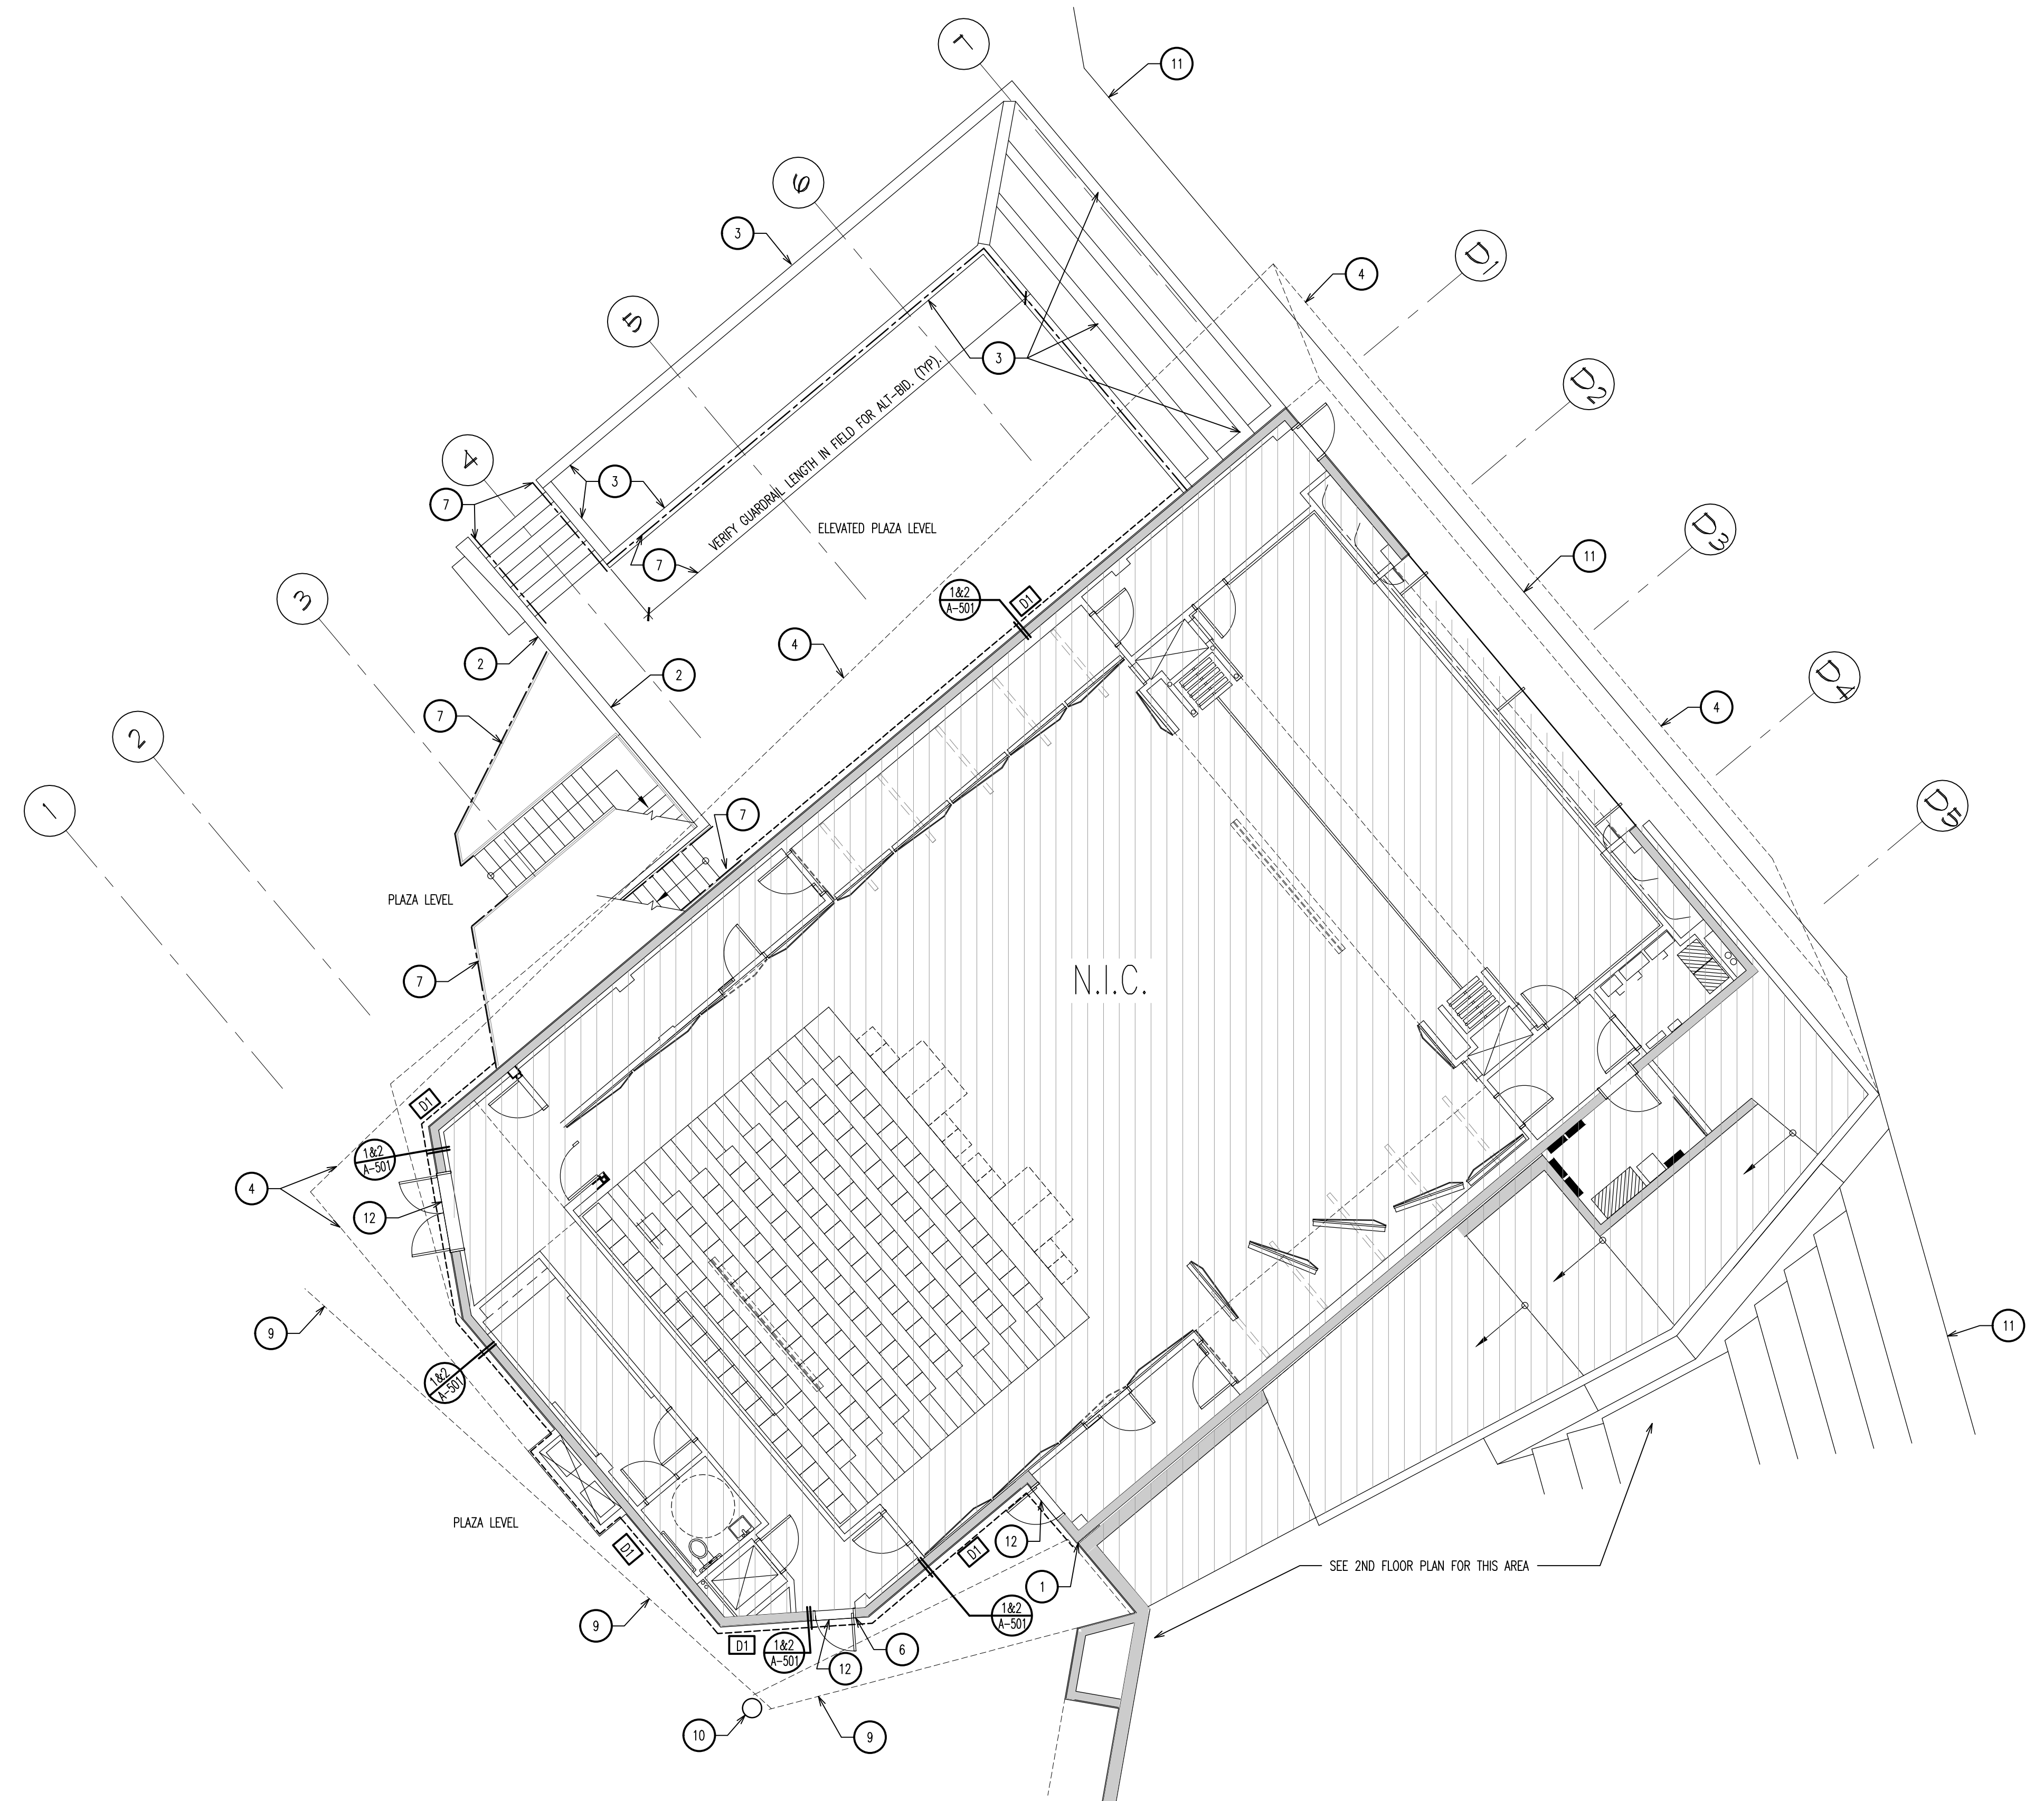 7
11
6
3
D1
4
5
D2
3
4
3
7
VERIFY GUARDRAIL LENGTH IN FIELD FOR ALT-BID. (TYP).
ELEVATED PLAZA LEVEL
D3
11
7
3
1&2
A-501
D1
4
2
2
D4
4
7
2
D5
1
7
PLAZA LEVEL
7
N.I.C.
D1
1&2
A-501
4
12
9
11
1&2
A-501
PLAZA LEVEL
D1
D1
12
SEE 2ND FLOOR PLAN FOR THIS AREA
1
1&2
A-501
9
D1
1&2
A-501
6
12
10
9